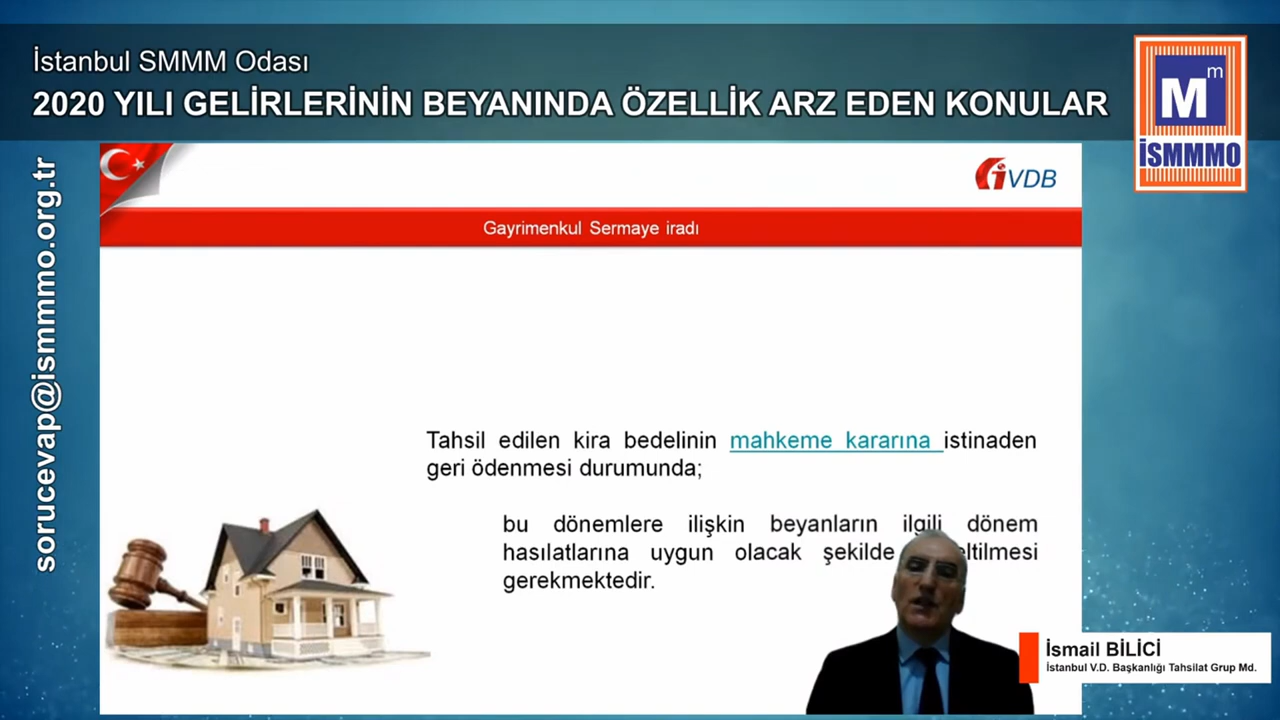 İstanbul SMMM Odası
2020 YILI GELİRLERİNİN BEYANINDA ÖZELLİK ARZ EDEN KONULAR
M m
İSMMMO
sorucevap@ismmmo.org.tr
İVDB
Gayrimenkul Sermaye iradı
Tahsil edilen kira bedelinin mahkeme kararına istinaden
geri ödenmesi durumunda;
bu dönemlere ilişkin beyanların ilgili dönem
hasılatlarına uygun olacak şekilde eltilmesi
gerekmektedir.
İsmail BİLİCİ
İstanbul V.D. Başkanlığı Tahsilat Grup Md.